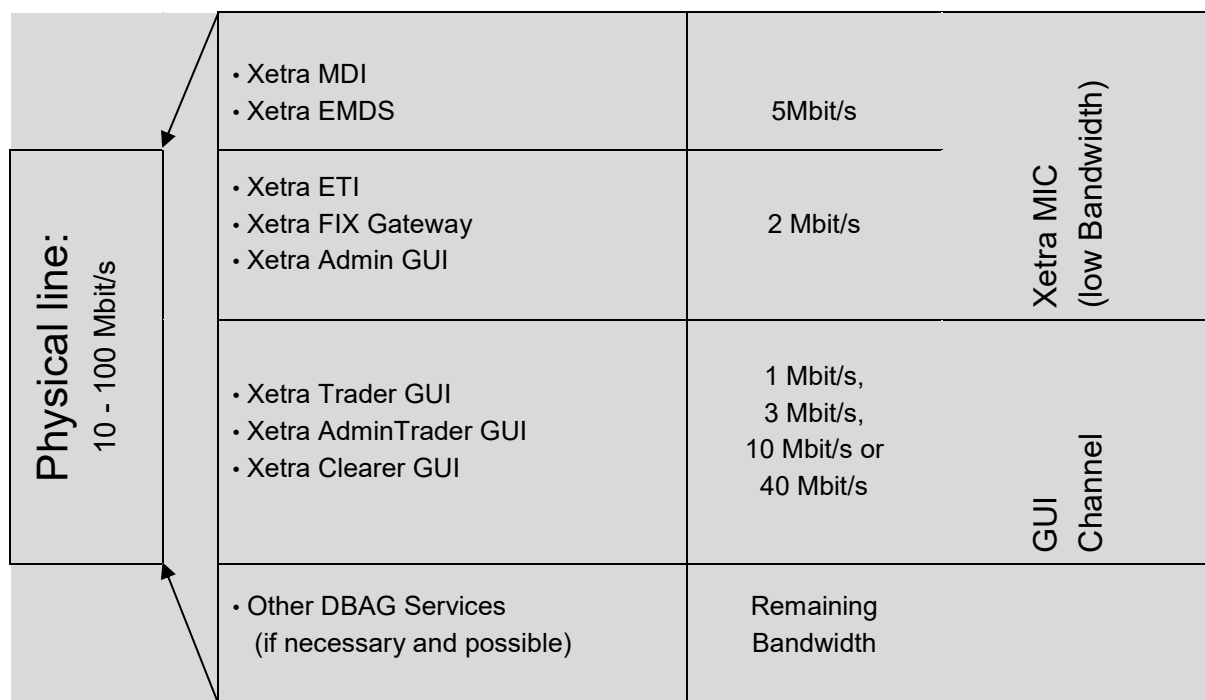 Physical line:
10 - 100 Mbit/s
• Xetra MDI
• Xetra EMDS
5Mbit/s
• Xetra ETI
• Xetra FIX Gateway
• Xetra Admin GUI
2 Mbit/s
Xetra MIC
(low Bandwidth)
• Xetra Trader GUI
• Xetra AdminTrader GUI
• Xetra Clearer GUI
1 Mbit/s,
3 Mbit/s,
10 Mbit/s or
40 Mbit/s
GUI
Channel
• Other DBAG Services
(if necessary and possible)
Remaining
Bandwidth